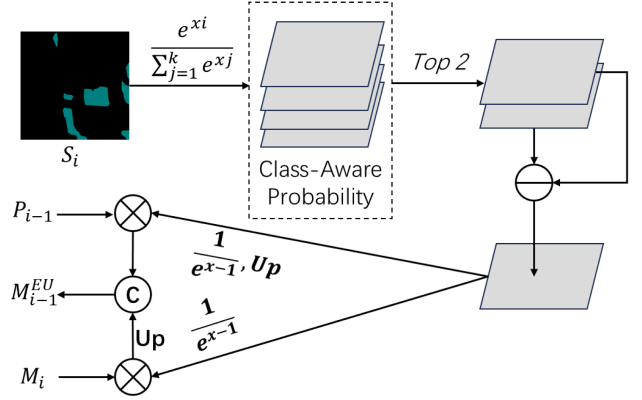 e^{xi}
∑_{j=1}^{k} e^{xj}
Top 2
S_i
Class-Aware
Probability
P_{i−1}
1
e^{x−1}, Up
M_{i−1}^{EU}
C
1
e^{x−1}
Up
M_i